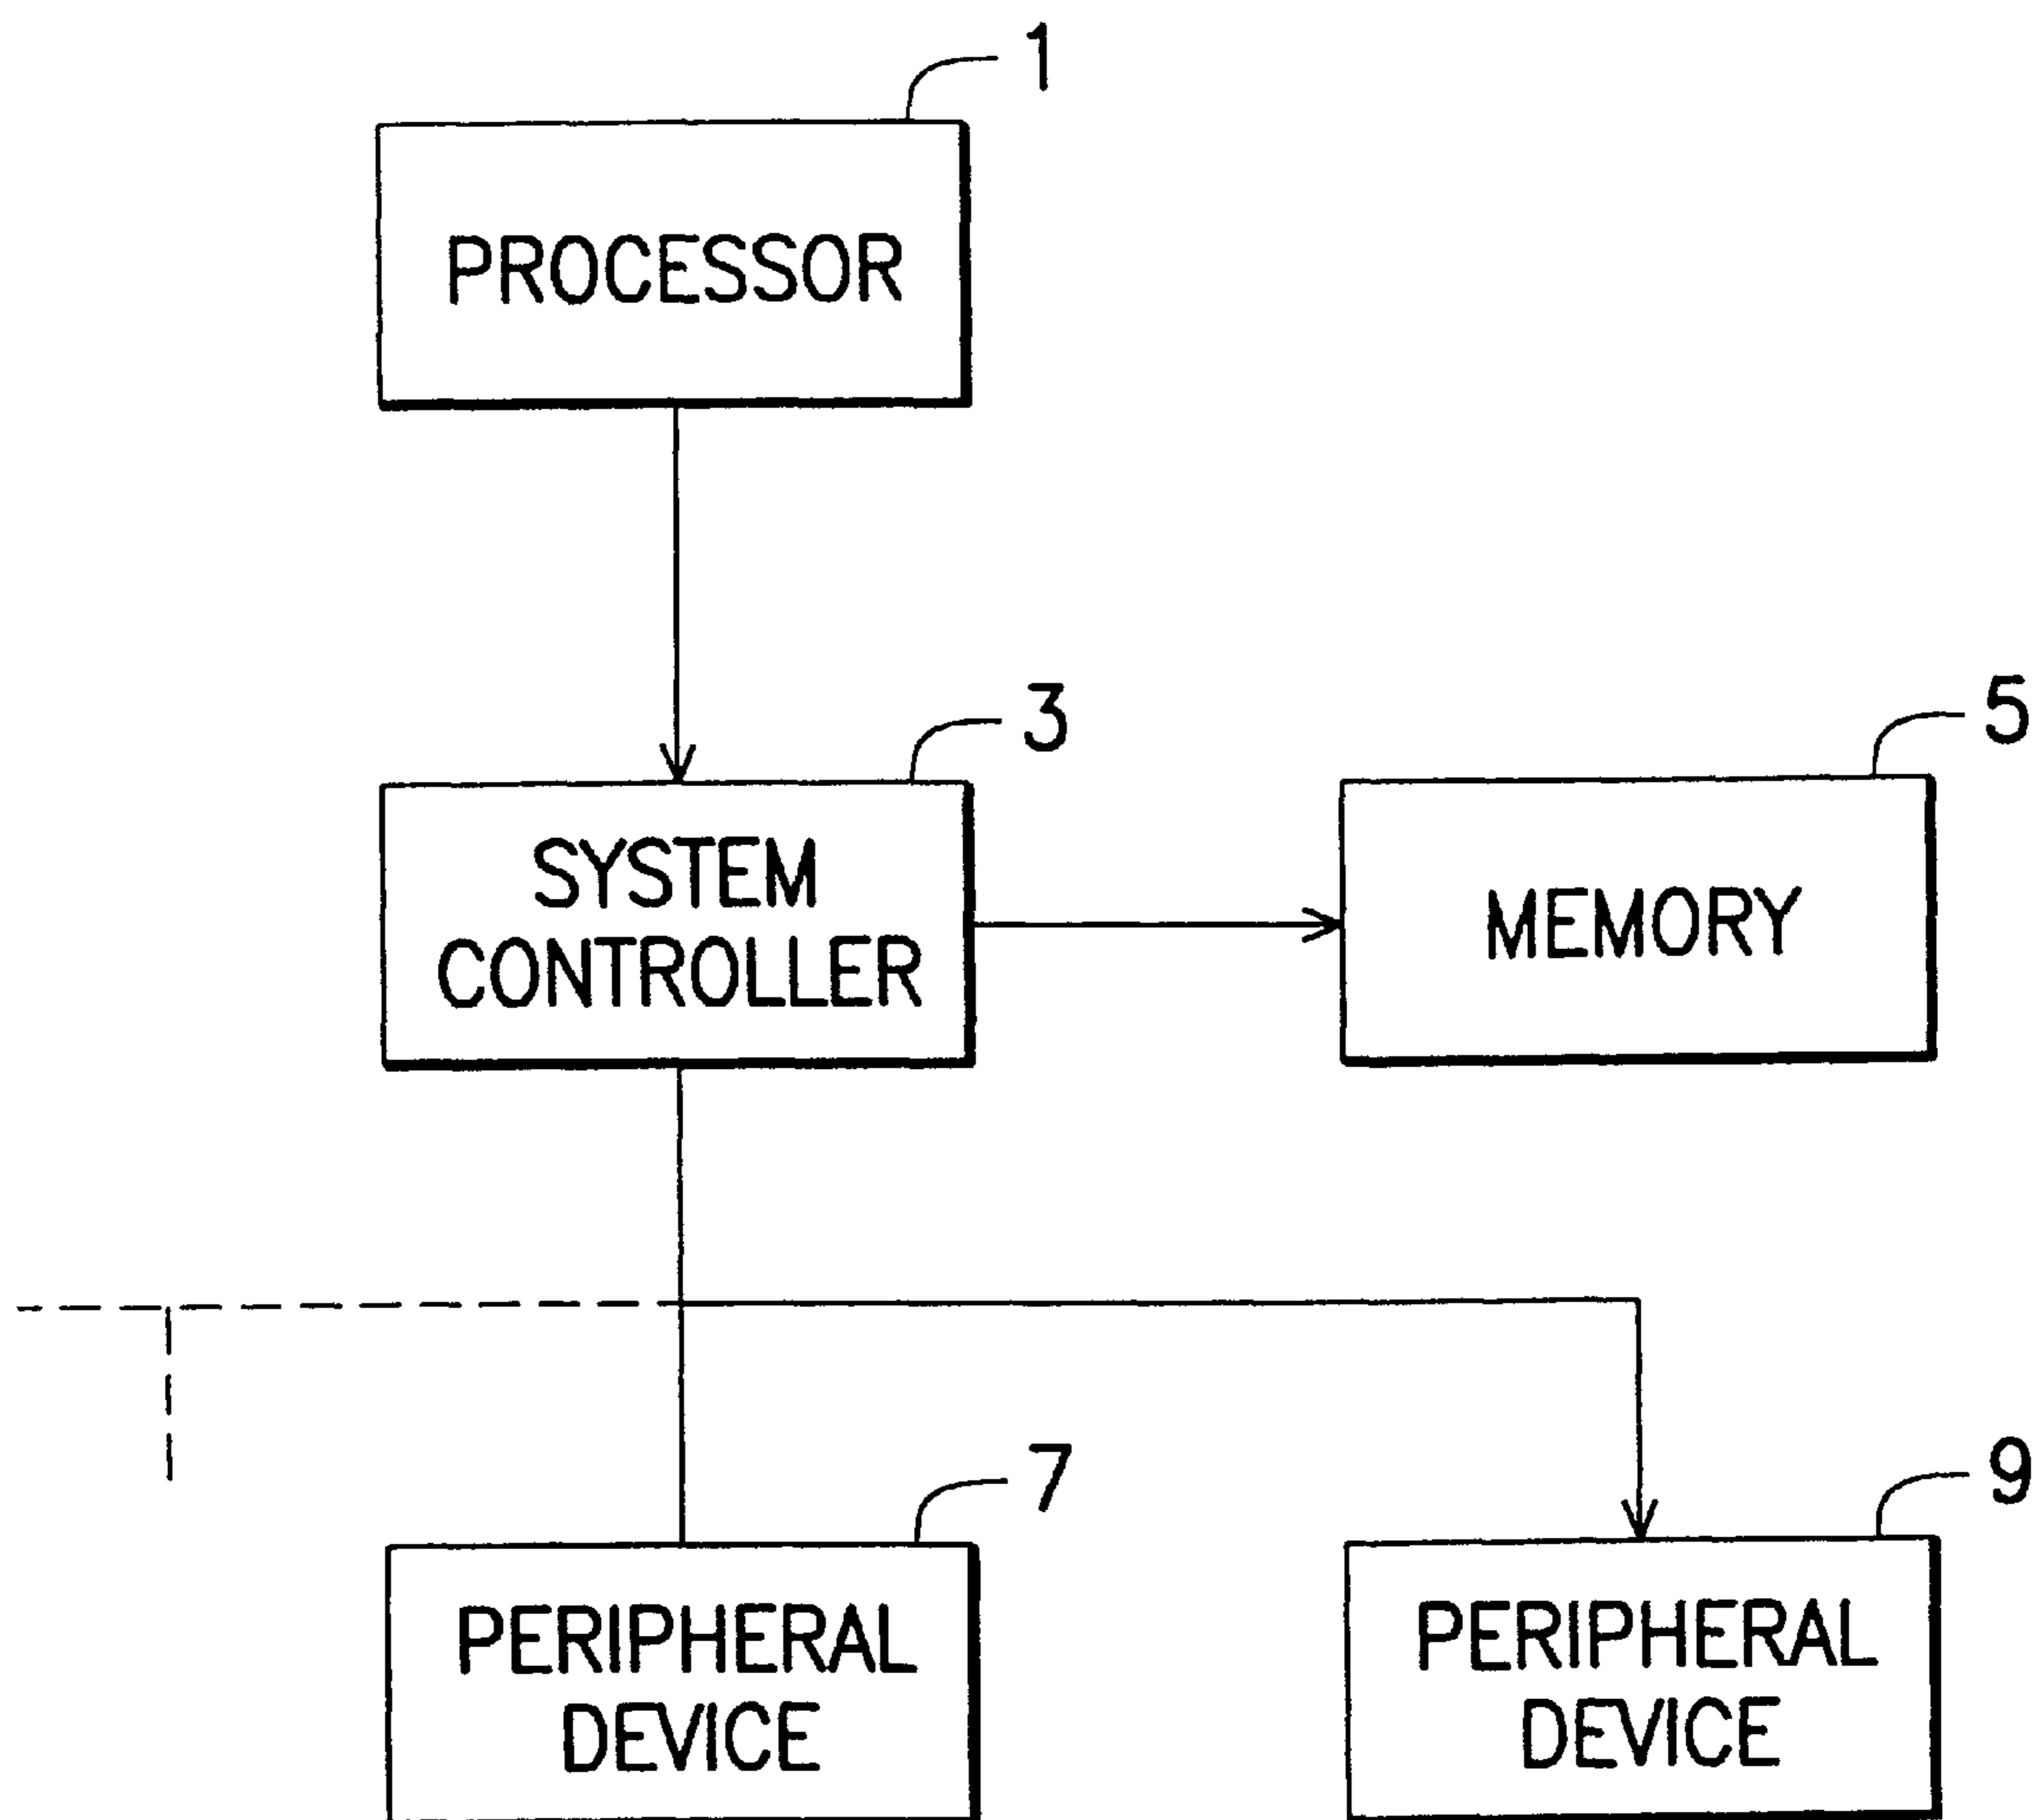 1
PROCESSOR
3
SYSTEM
CONTROLLER
5
MEMORY
7
PERIPHERAL
DEVICE
9
PERIPHERAL
DEVICE